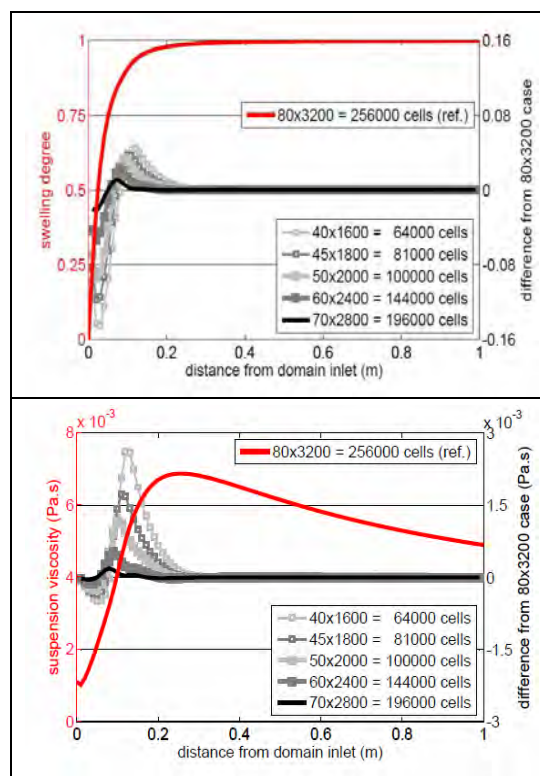 1
0.75
0.5
0.25
0
swelling degree
0.16
0.08
0
-0.08
-0.16
difference from 80x3200 case
80x3200 = 256000 cells (ref.)
40x1600 = 64000 cells
45x1800 = 81000 cells
50x2000 = 100000 cells
60x2400 = 144000 cells
70x2800 = 196000 cells
0 0.2 0.4 0.6 0.8 1
distance from domain inlet (m)
x 10-3
8
6
4
2
0
suspension viscosity (Pa.s)
x 10-3
3
1.5
0
-1.5
-3
difference from 80x3200 case (Pa.s)
80x3200 = 256000 cells (ref.)
40x1600 = 64000 cells
45x1800 = 81000 cells
50x2000 = 100000 cells
60x2400 = 144000 cells
70x2800 = 196000 cells
0 0.2 0.4 0.6 0.8 1
distance from domain inlet (m)